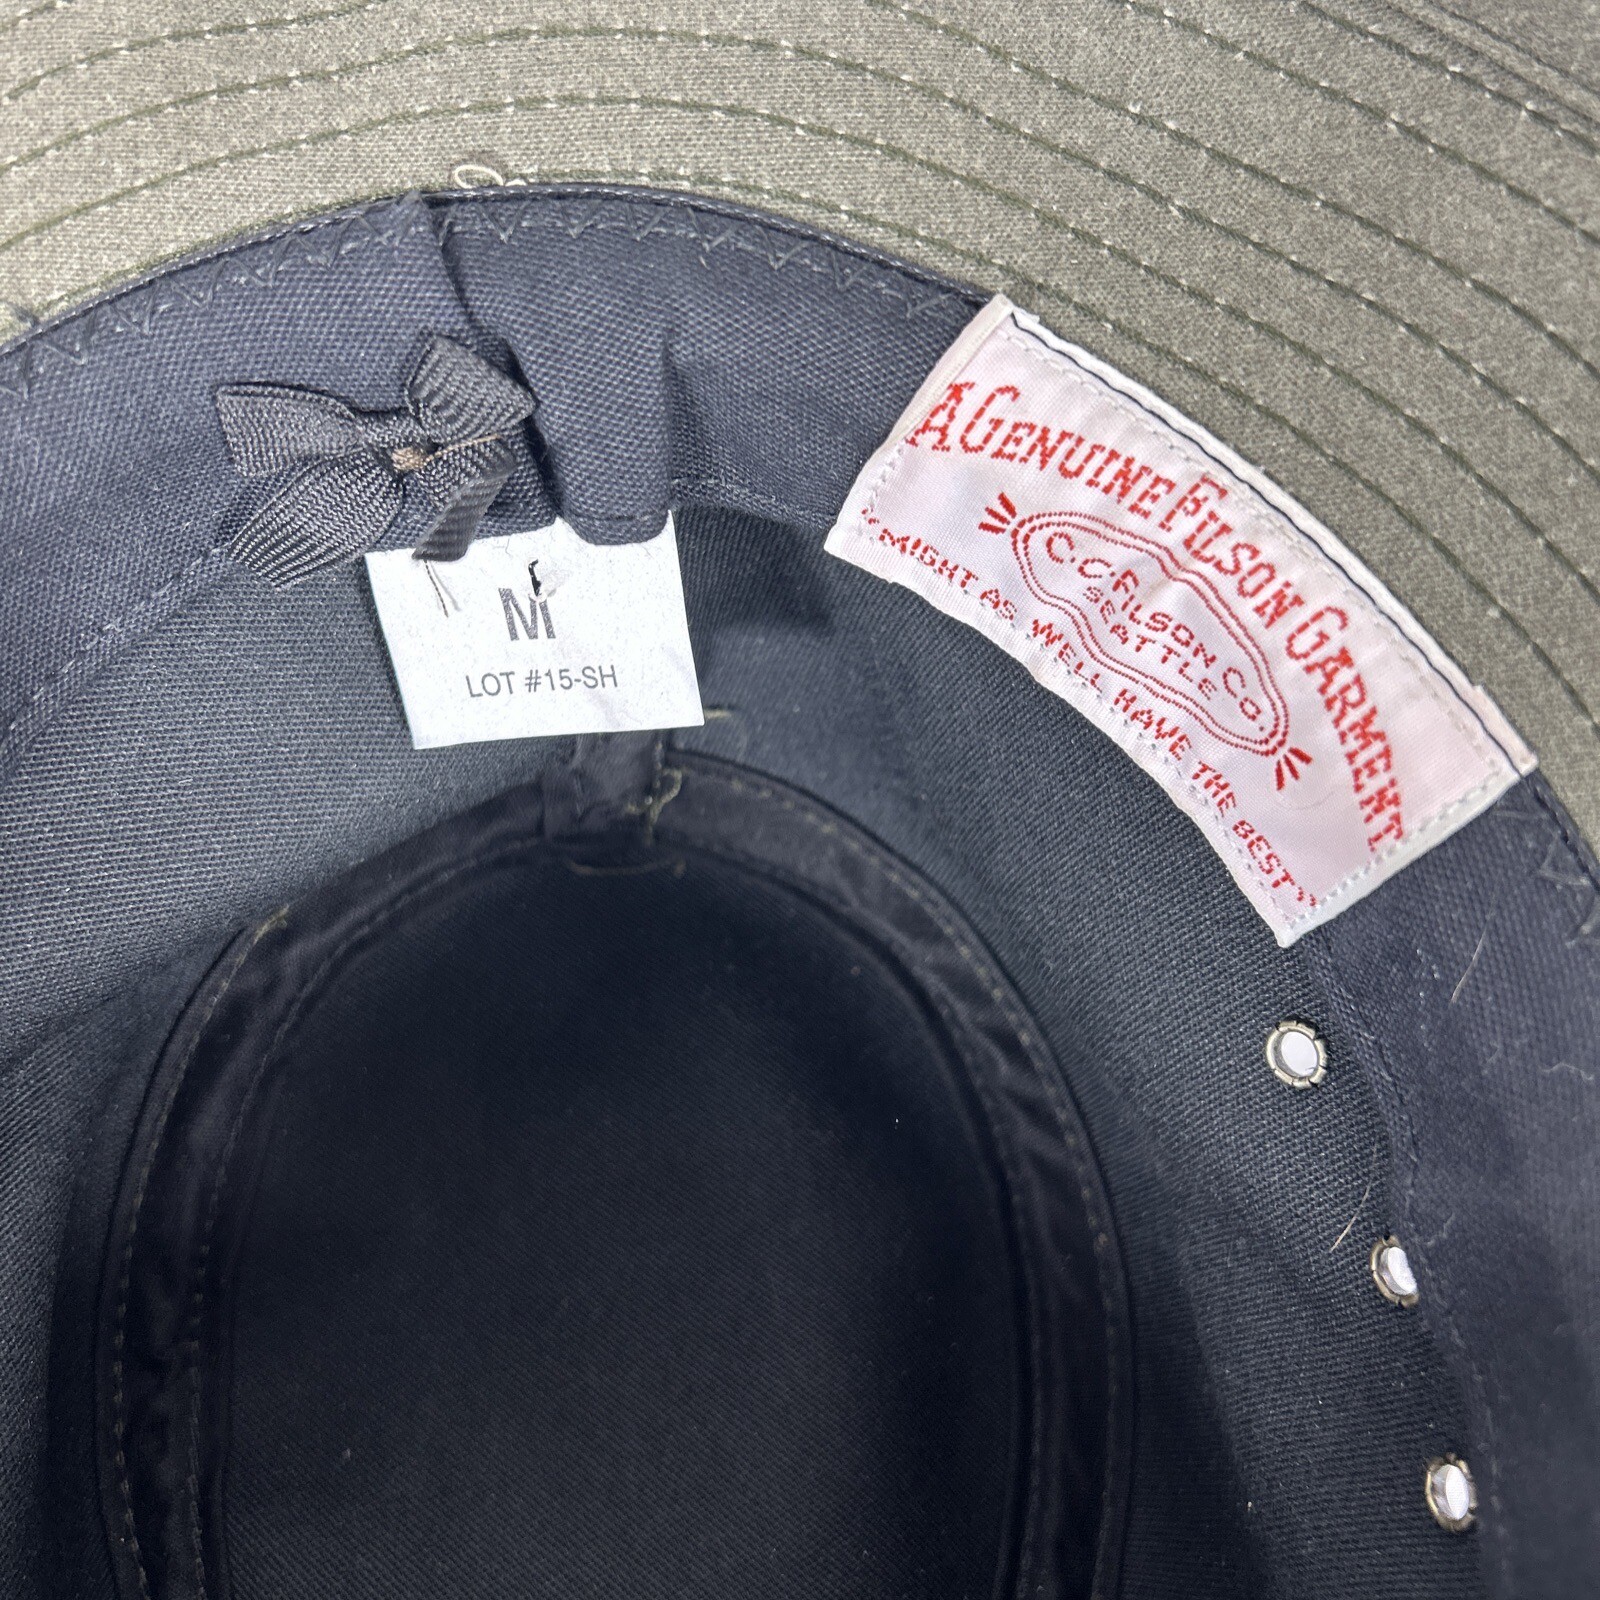 M
LOT #15-SH
A GENUINE FILSON GARMENT
C.C. FILSON CO.
SEATTLE
"MIGHT AS WELL HAVE THE BEST"